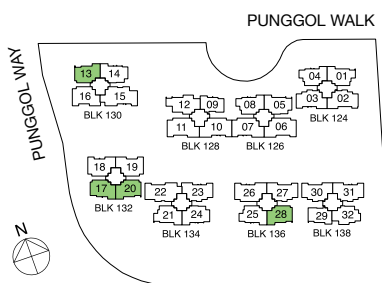 PUNGGOL WALK
PUNGGOL WAY
13 14
16 15
BLK 130
12 09
11 10
BLK 128
08 05
07 06
BLK 126
04 01
03 02
BLK 124
18 19
17 20
BLK 132
22 23
21 24
BLK 134
26 27
25 28
BLK 136
30 31
29 32
BLK 138
N